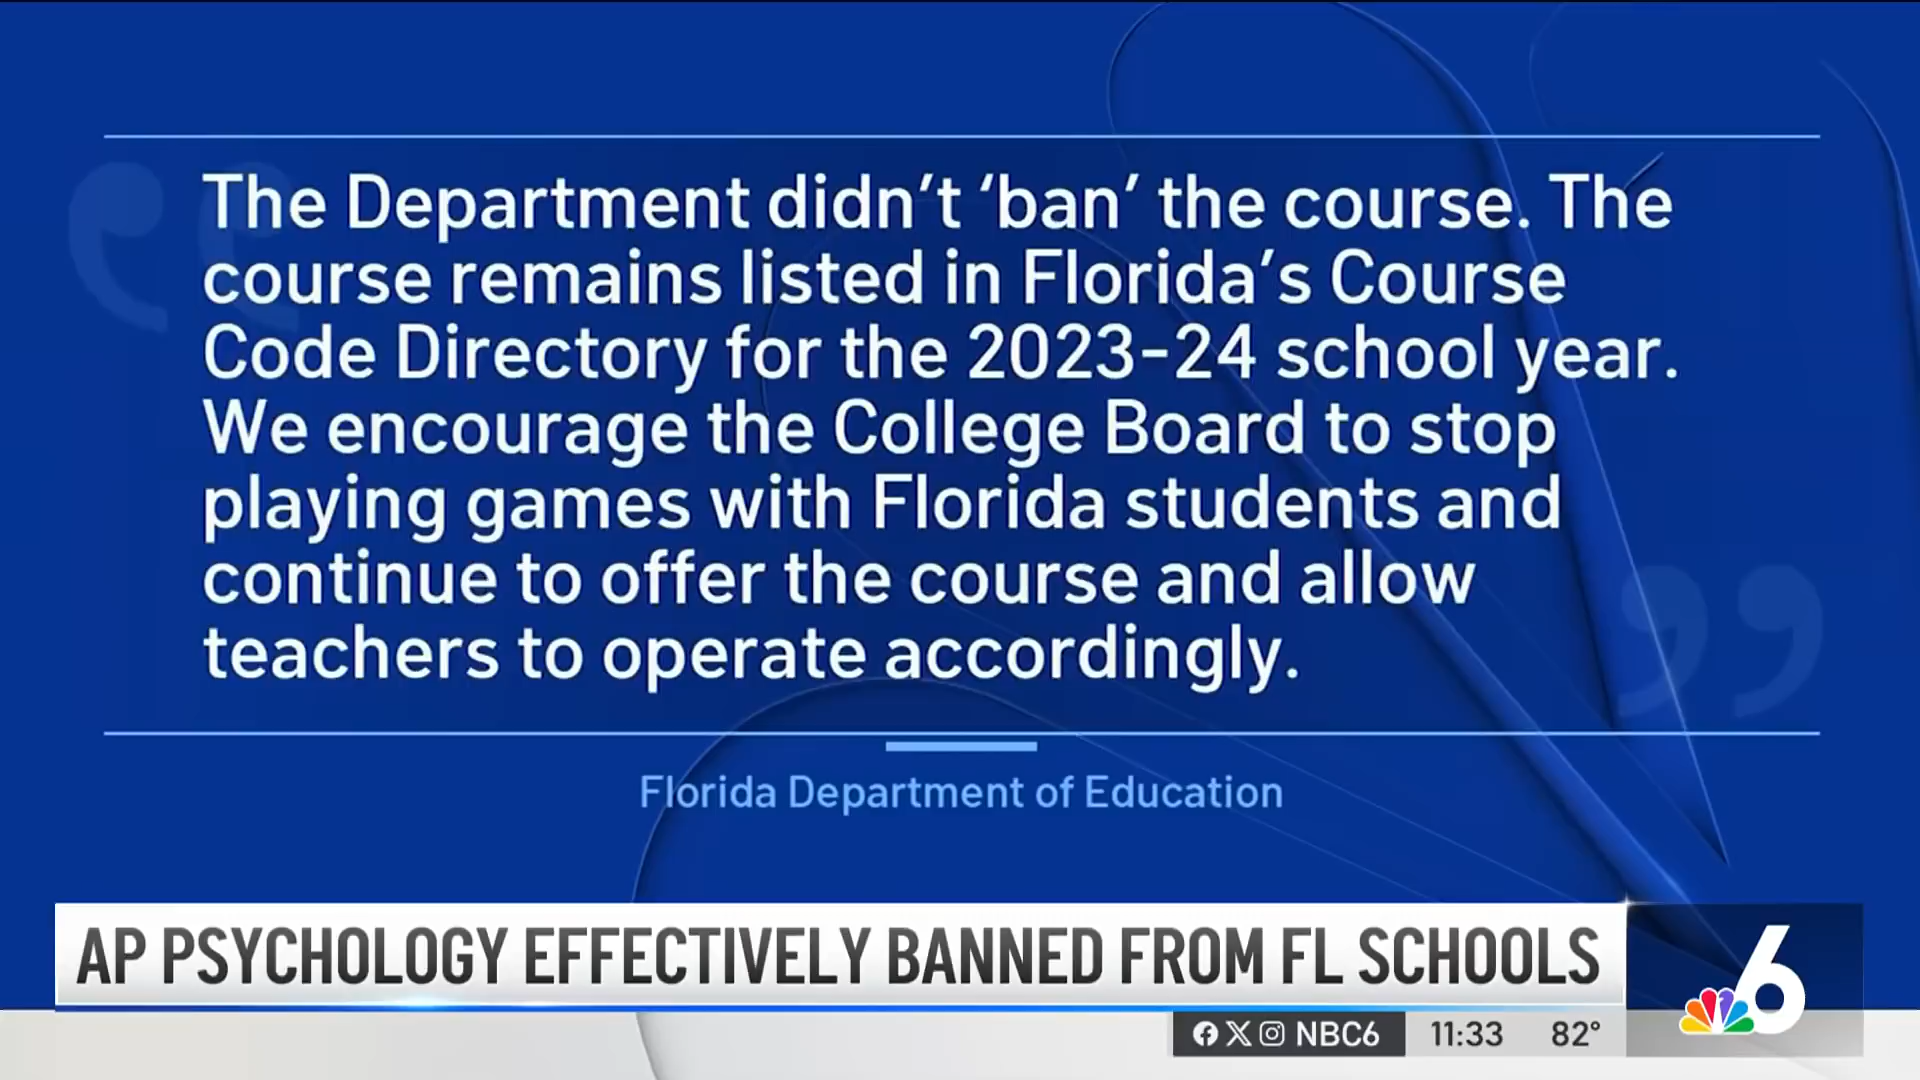 The Department didn’t ‘ban’ the course. The
course remains listed in Florida’s Course
Code Directory for the 2023-24 school year.
We encourage the College Board to stop
playing games with Florida students and
continue to offer the course and allow
teachers to operate accordingly.
Florida Department of Education
AP PSYCHOLOGY EFFECTIVELY BANNED FROM FL SCHOOLS
6
NBC6 11:33 82°